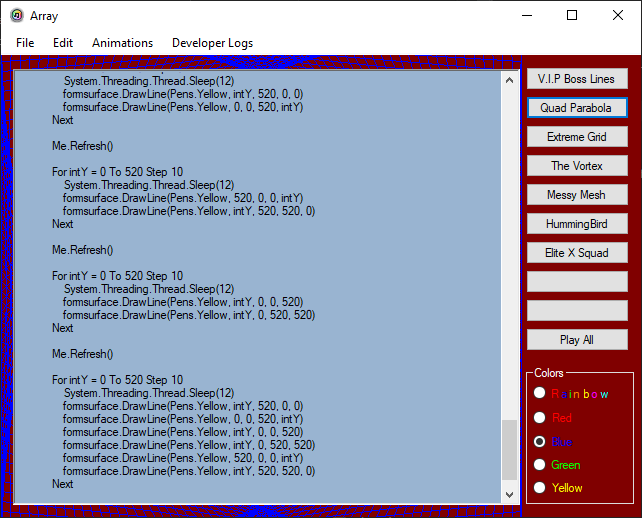 Array
File Edit Animations Developer Logs
System.Threading.Thread.Sleep(12)
formsurface.DrawLine(Pens.Yellow, intY, 520, 0, 0)
formsurface.DrawLine(Pens.Yellow, 0, 0, 520, intY)
Next
Me.Refresh()
For intY = 0 To 520 Step 10
System.Threading.Thread.Sleep(12)
formsurface.DrawLine(Pens.Yellow, 520, 0, 0, intY)
formsurface.DrawLine(Pens.Yellow, intY, 520, 520, 0)
Next
Me.Refresh()
For intY = 0 To 520 Step 10
System.Threading.Thread.Sleep(12)
formsurface.DrawLine(Pens.Yellow, intY, 0, 0, 520)
formsurface.DrawLine(Pens.Yellow, intY, 0, 520, 520)
Next
Me.Refresh()
For intY = 0 To 520 Step 10
System.Threading.Thread.Sleep(12)
formsurface.DrawLine(Pens.Yellow, intY, 520, 0, 0)
formsurface.DrawLine(Pens.Yellow, 0, 0, 520, intY)
formsurface.DrawLine(Pens.Yellow, intY, 0, 0, 520)
formsurface.DrawLine(Pens.Yellow, intY, 0, 520, 520)
formsurface.DrawLine(Pens.Yellow, 520, 0, 0, intY)
formsurface.DrawLine(Pens.Yellow, intY, 520, 520, 0)
Next
V.I.P Boss Lines
Quad Parabola
Extreme Grid
The Vortex
Messy Mesh
HummingBird
Elite X Squad
Play All
Colors
Rainbow
Red
Blue
Green
Yellow